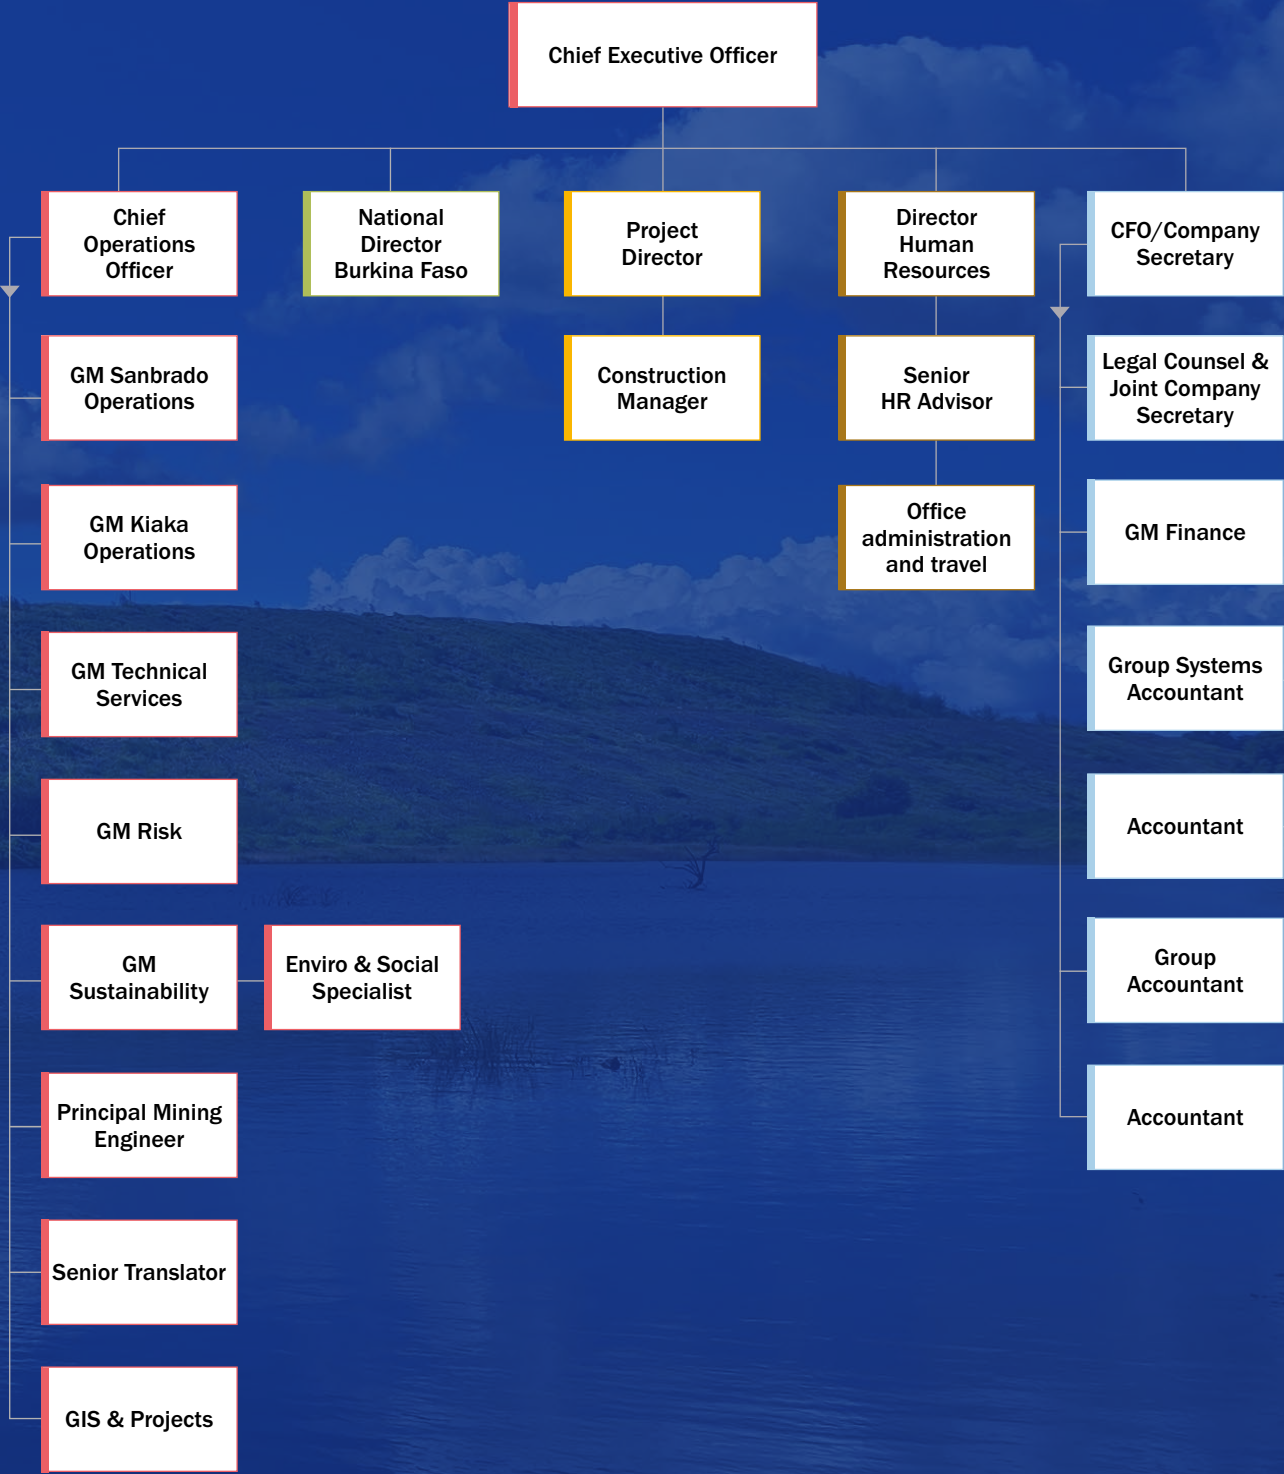 Chief Executive Officer
Chief
Operations
Officer
National
Director
Burkina Faso
Project
Director
Director
Human
Resources
CFO/Company
Secretary
GM Sanbrado
Operations
Construction
Manager
Senior
HR Advisor
Legal Counsel &
Joint Company
Secretary
GM Kiaka
Operations
Office
administration
and travel
GM Finance
GM Technical
Services
Group Systems
Accountant
GM Risk
Accountant
GM
Sustainability
Enviro & Social
Specialist
Group
Accountant
Principal Mining
Engineer
Accountant
Senior Translator
GIS & Projects